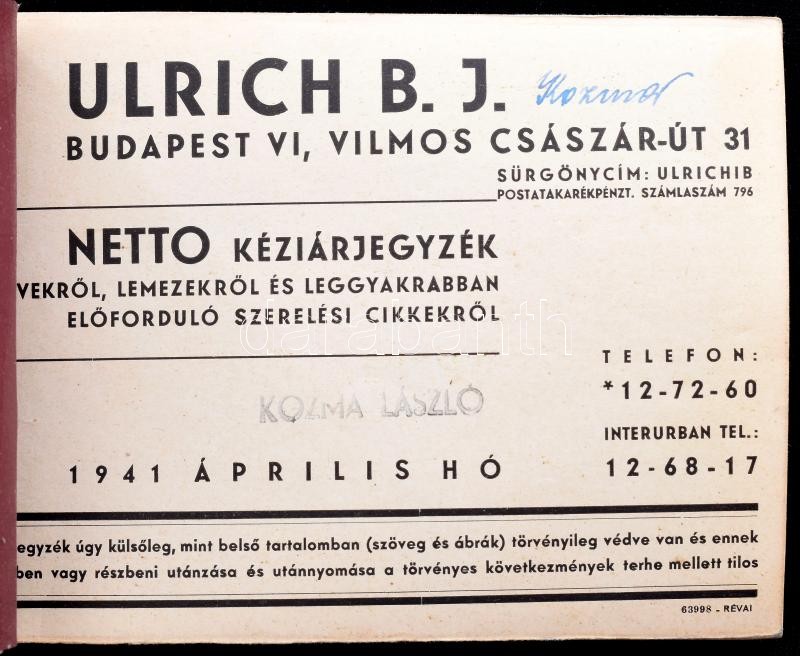 ULRICH B. J. Kozma
BUDAPEST VI, VILMOS CSÁSZÁR-ÚT 31
SÜRGÖNYCÍM: ULRICHIB
POSTATAKARÉKPÉNZT. SZÁMLASZÁM 796
NETTO KÉZIÁRJEGYZÉK
VEKRŐL, LEMEZEKRŐL ÉS LEGGYAKRABBAN
ELŐFORDULÓ SZERELÉSI CIKKEKRŐL
darabanth
TELEFON:
*12-72-60
KOZMA LÁSZLÓ
INTERURBAN TEL.:
12-68-17
1941 ÁPRILIS HÓ
egyzék úgy külsőleg, mint belső tartalomban (szöveg és ábrák) törvényileg védve van és ennek
ben vagy részbeni utánzása és utánnyomása a törvényes következmények terhe mellett tilos
63998 - RÉVAI